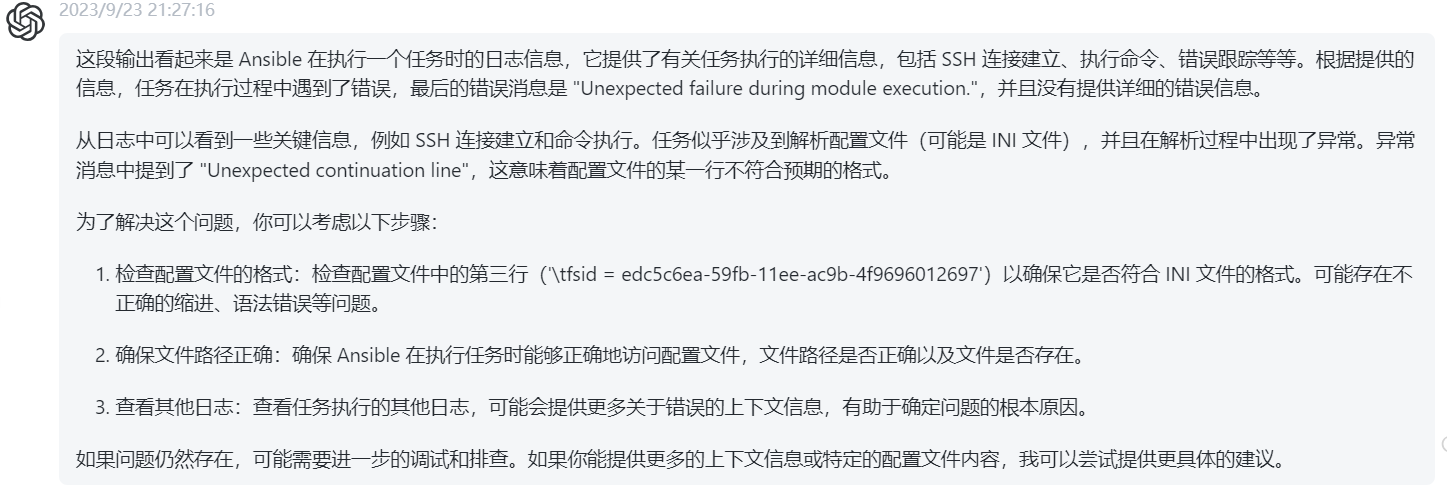 2023/9/23 21:27:16
这段输出看起来是 Ansible 在执行一个任务时的日志信息，它提供了有关任务执行的详细信息，包括 SSH 连接建立、执行命令、错误跟踪等等。根据提供的
信息，任务在执行过程中遇到了错误，最后的错误消息是 "Unexpected failure during module execution."，并且没有提供详细的错误信息。
从日志中可以看到一些关键信息，例如 SSH 连接建立和命令执行。任务似乎涉及到解析配置文件（可能是 INI 文件），并且在解析过程中出现了异常。异常
消息中提到了 "Unexpected continuation line"，这意味着配置文件的某一行不符合预期的格式。
为了解决这个问题，你可以考虑以下步骤：
1. 检查配置文件的格式：检查配置文件中的第三行（'\tfsid = edc5c6ea-59fb-11ee-ac9b-4f9696012697'）以确保它是否符合 INI 文件的格式。可能存在不
正确的缩进、语法错误等问题。
2. 确保文件路径正确：确保 Ansible 在执行任务时能够正确地访问配置文件，文件路径是否正确以及文件是否存在。
3. 查看其他日志：查看任务执行的其他日志，可能会提供更多关于错误的上下文信息，有助于确定问题的根本原因。
如果问题仍然存在，可能需要进一步的调试和排查。如果你能提供更多的上下文信息或特定的配置文件内容，我可以尝试提供更具体的建议。